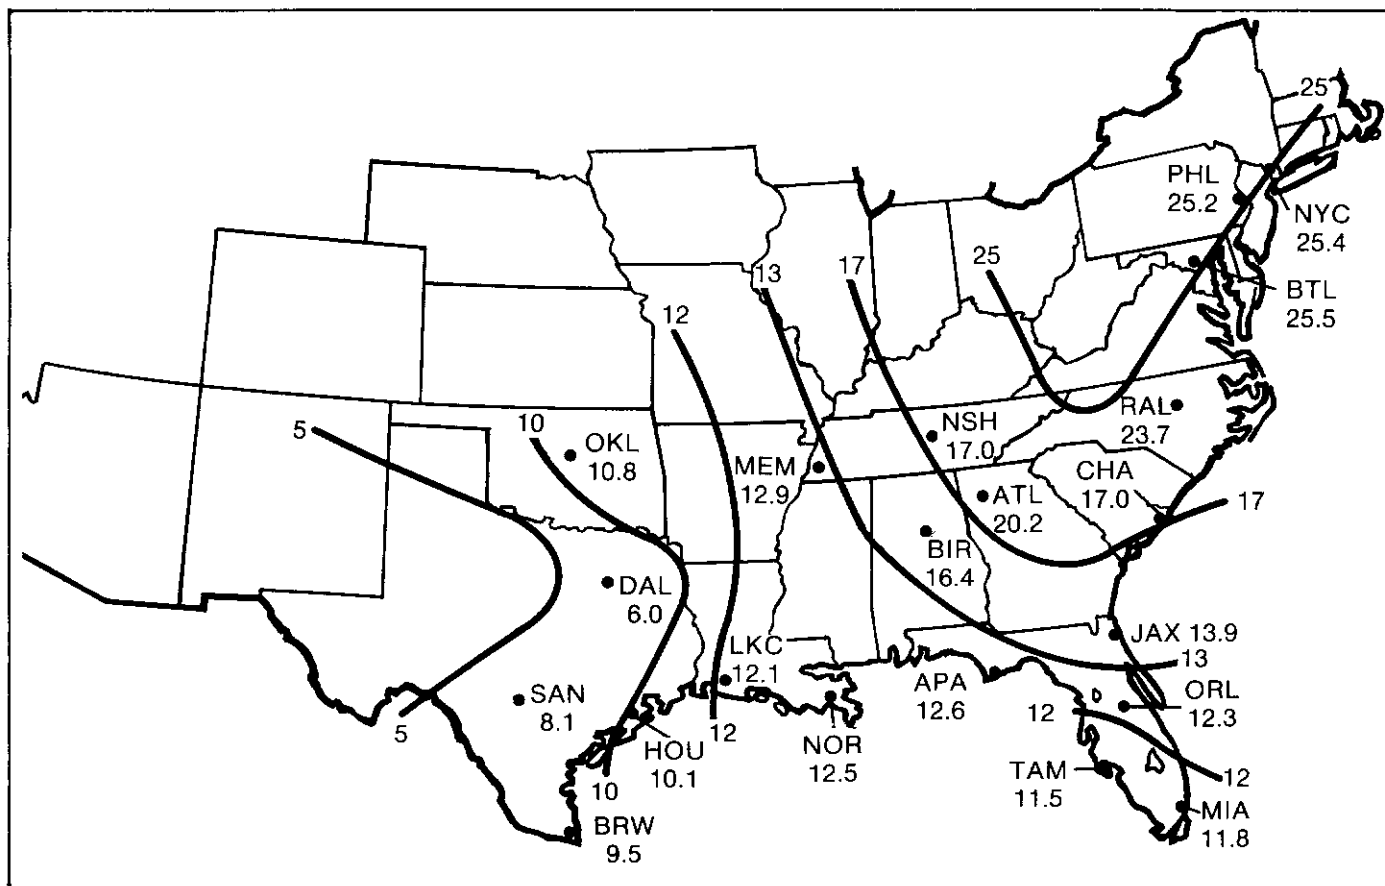 25
PHL
25.2
NYC
25.4
13
17
25
BTL
25.5
12
5
10
OKL
10.8
MEM
12.9
NSH
17.0
RAL
23.7
CHA
17.0
ATL
20.2
17
BIR
16.4
DAL
6.0
JAX 13.9
13
LKC
12.1
APA
12.6
ORL
12.3
SAN
8.1
5
HOU
10.1
12
NOR
12.5
12
TAM
11.5
12
10
BRW
9.5
MIA
11.8